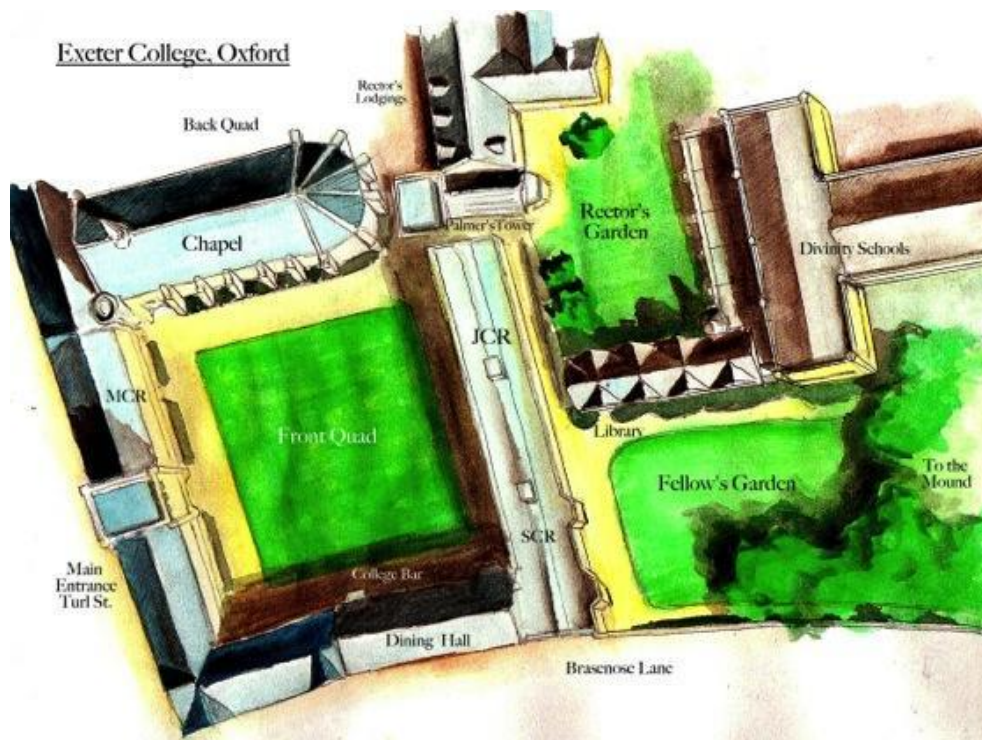 Exeter College, Oxford
Rector's
Lodgings
Back Quad
Palmer's Tower
Rector's
Garden
Chapel
Divinity Schools
JCR
MCR
Front Quad
Library
Fellow's Garden
To the
Mound
SCR
College Bar
Main
Entrance
Turl St.
Dining Hall
Brasenose Lane